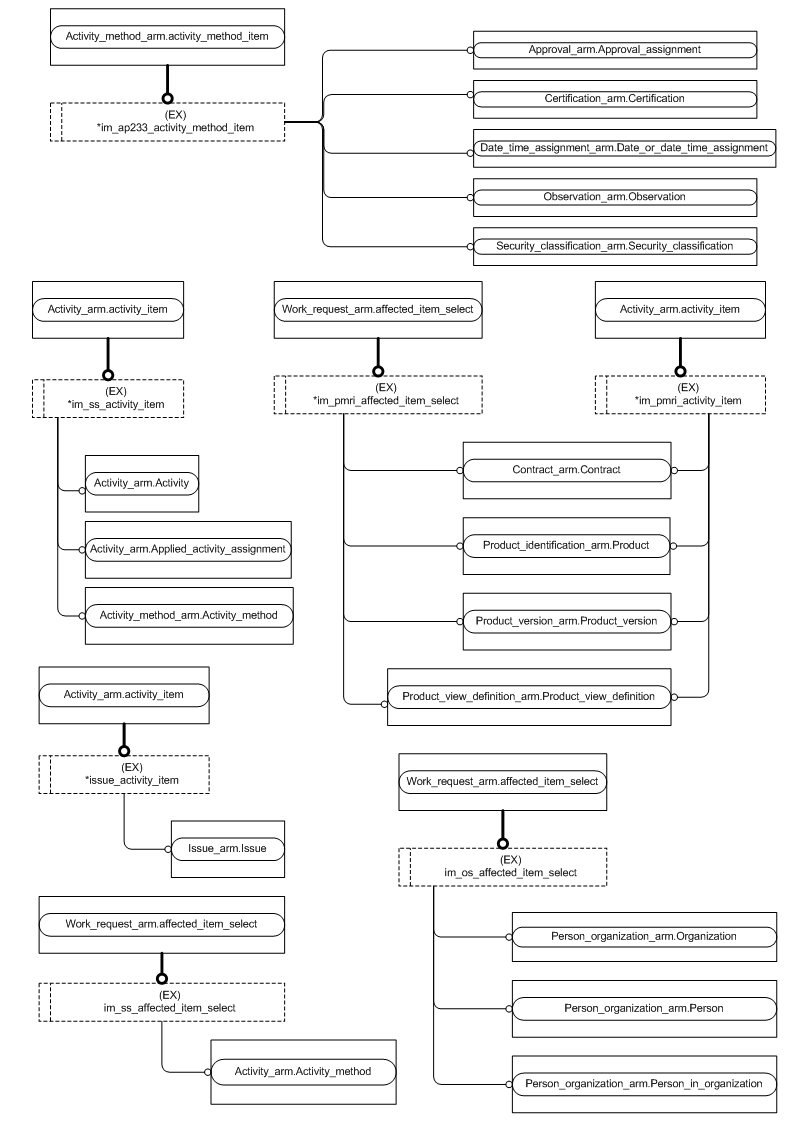 Activity_method_arm.activity_method_item
(EX)
*im_ap233_activity_method_item
Approval_arm.Approval_assignment
Certification_arm.Certification
Date_time_assignment_arm.Date_or_date_time_assignment
Observation_arm.Observation
Security_classification_arm.Security_classification
Activity_arm.activity_item
(EX)
*im_ss_activity_item
Activity_arm.Activity
Activity_arm.Applied_activity_assignment
Activity_method_arm.Activity_method
Work_request_arm.affected_item_select
(EX)
*im_pmri_affected_item_select
Activity_arm.activity_item
(EX)
*im_pmri_activity_item
Contract_arm.Contract
Product_identification_arm.Product
Product_version_arm.Product_version
Product_view_definition_arm.Product_view_definition
Activity_arm.activity_item
(EX)
*issue_activity_item
Issue_arm.Issue
Work_request_arm.affected_item_select
(EX)
im_os_affected_item_select
Person_organization_arm.Organization
Person_organization_arm.Person
Person_organization_arm.Person_in_organization
Work_request_arm.affected_item_select
(EX)
im_ss_affected_item_select
Activity_arm.Activity_method